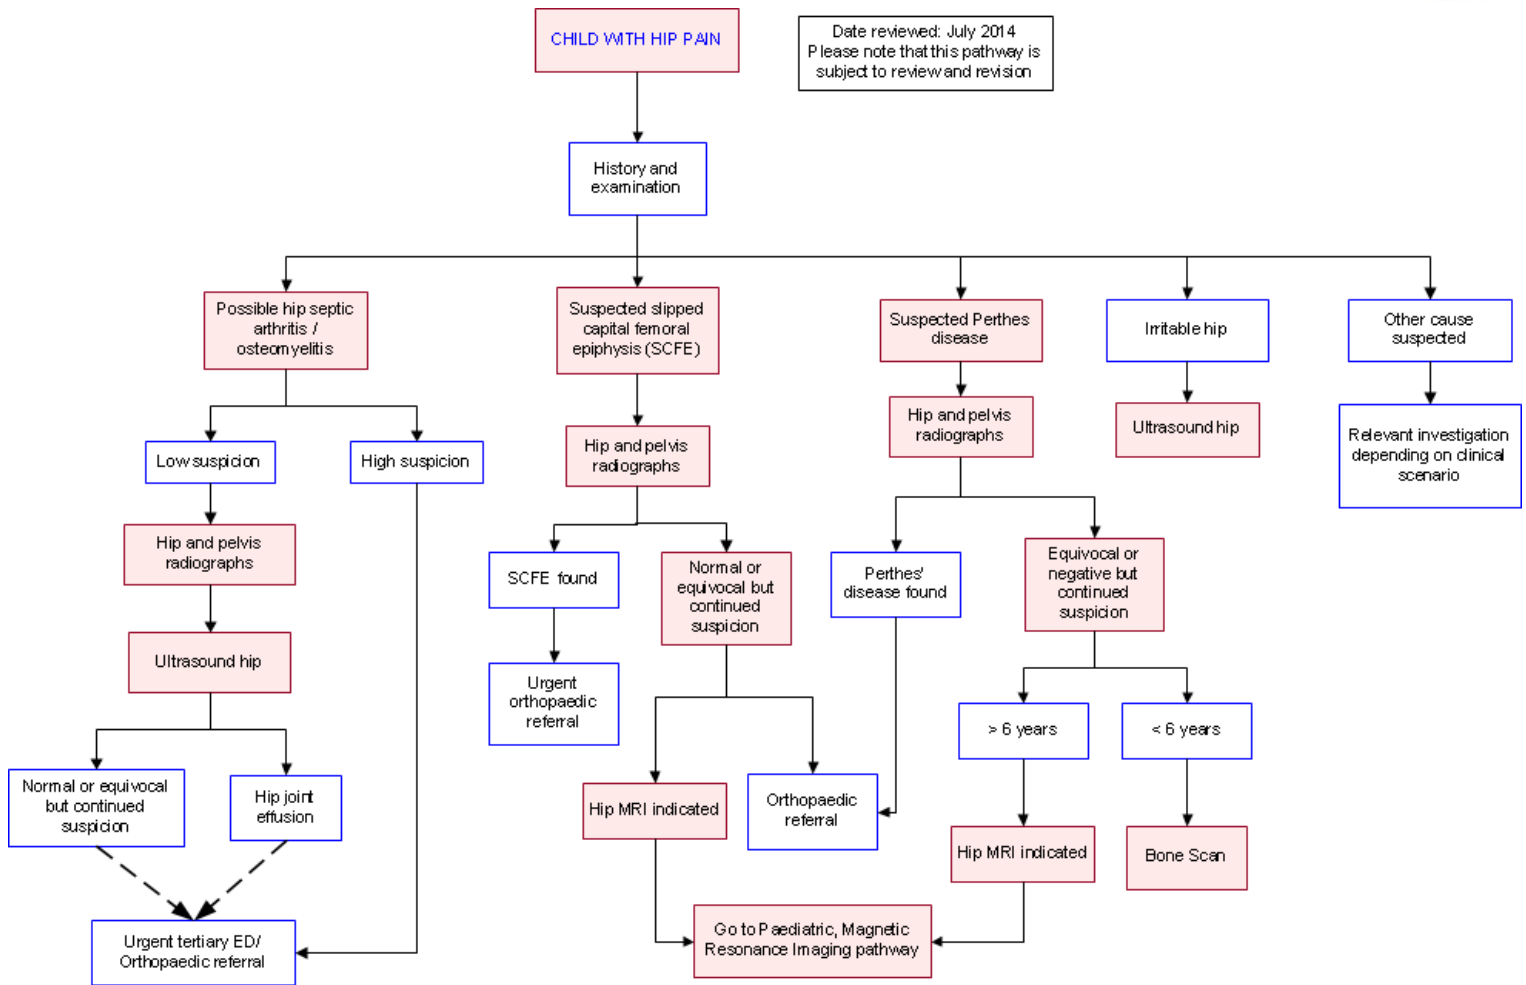 CHILD WITH HIP PAIN
Date reviewed: July 2014
Please note that this pathway is
subject to review and revision
History and
examination
Possible hip septic
arthritis /
osteomyelitis
Suspected slipped
capital femoral
epiphysis (SCFE)
Suspected Perthes
disease
Irritable hip
Other cause
suspected
Low suspicion
High suspicion
Hip and pelvis
radiographs
Hip and pelvis
radiographs
Ultrasound hip
Relevant investigation
depending on clinical
scenario
Hip and pelvis
radiographs
SCFE found
Normal or
equivocal but
continued
suspicion
Perthes'
disease found
Equivocal or
negative but
continued
suspicion
Ultrasound hip
Urgent
orthopaedic
referral
> 6 years
< 6 years
Normal or equivocal
but continued
suspicion
Hip joint
effusion
Hip MRI indicated
Orthopaedic
referral
Hip MRI indicated
Bone Scan
Urgent tertiary ED/
Orthopaedic referral
Go to Paediatric, Magnetic
Resonance Imaging pathway